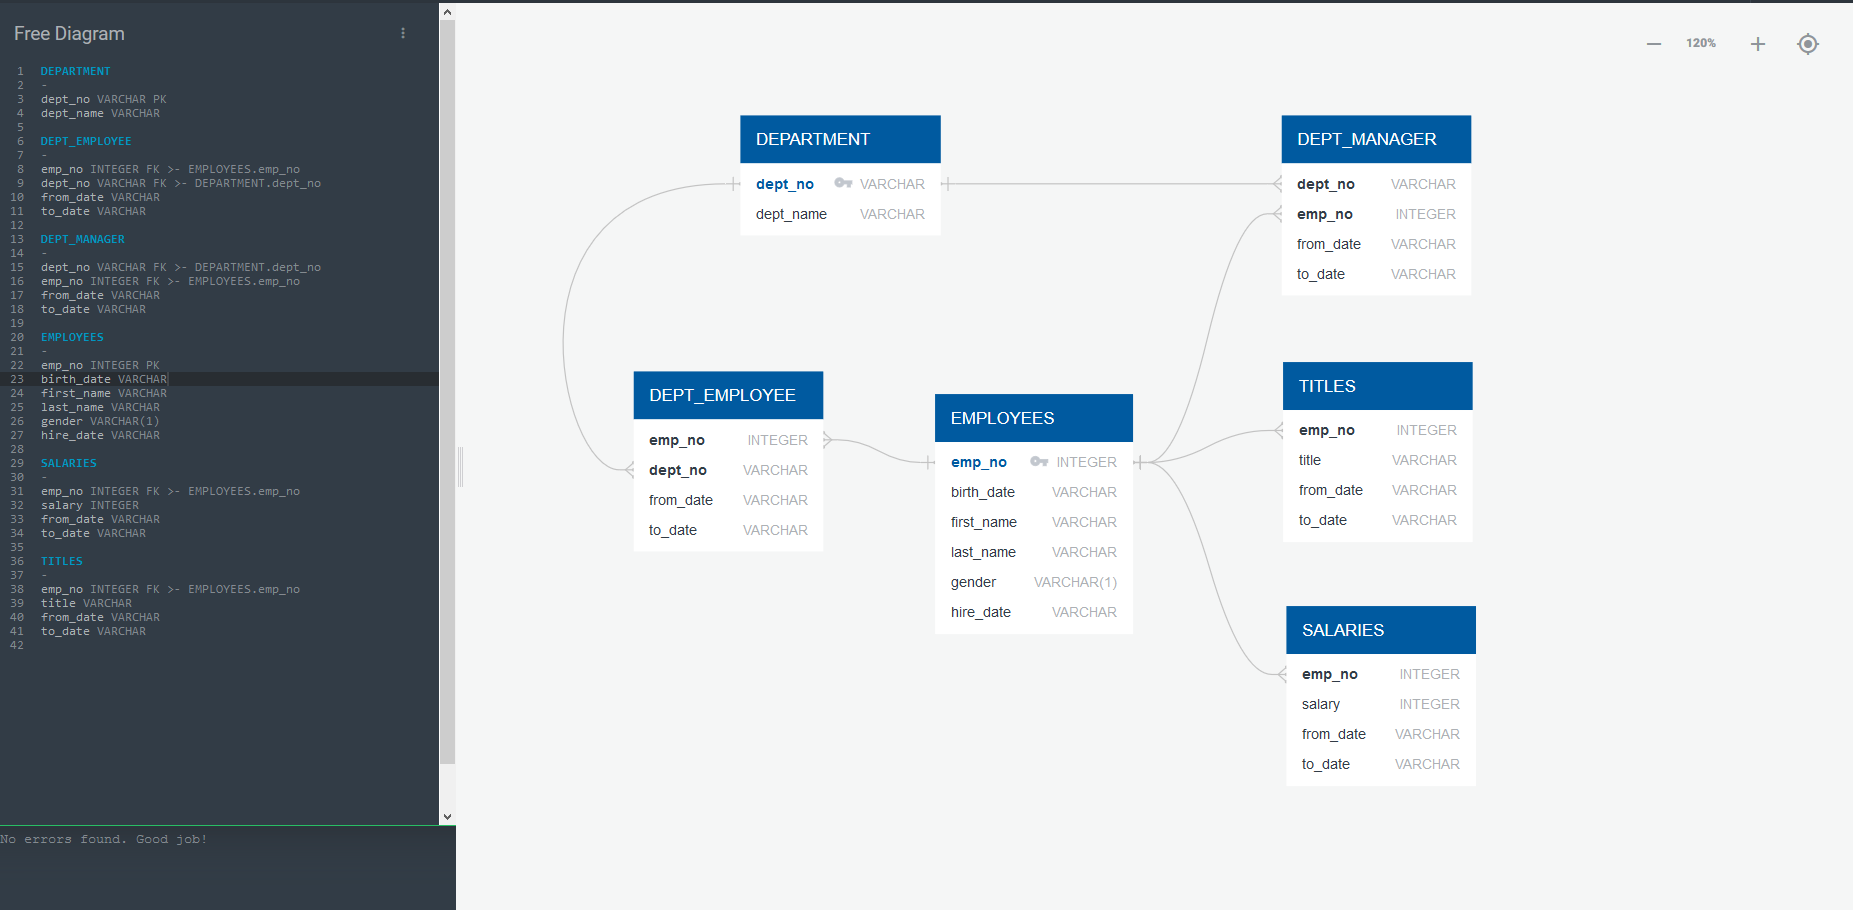 Free Diagram
1 DEPARTMENT
2 -
3 dept_no VARCHAR PK
4 dept_name VARCHAR
5
6 DEPT_EMPLOYEE
7 -
8 emp_no INTEGER FK >- EMPLOYEES.emp_no
9 dept_no VARCHAR FK >- DEPARTMENT.dept_no
10 from_date VARCHAR
11 to_date VARCHAR
12
13 DEPT_MANAGER
14 -
15 dept_no VARCHAR FK >- DEPARTMENT.dept_no
16 emp_no INTEGER FK >- EMPLOYEES.emp_no
17 from_date VARCHAR
18 to_date VARCHAR
19
20 EMPLOYEES
21 -
22 emp_no INTEGER PK
23 birth_date VARCHAR
24 first_name VARCHAR
25 last_name VARCHAR
26 gender VARCHAR(1)
27 hire_date VARCHAR
28
29 SALARIES
30 -
31 emp_no INTEGER FK >- EMPLOYEES.emp_no
32 salary INTEGER
33 from_date VARCHAR
34 to_date VARCHAR
35
36 TITLES
37 -
38 emp_no INTEGER FK >- EMPLOYEES.emp_no
39 title VARCHAR
40 from_date VARCHAR
41 to_date VARCHAR
42
No errors found. Good job!
120%
DEPARTMENT
dept_no VARCHAR
dept_name VARCHAR
DEPT_MANAGER
dept_no VARCHAR
emp_no INTEGER
from_date VARCHAR
to_date VARCHAR
DEPT_EMPLOYEE
emp_no INTEGER
dept_no VARCHAR
from_date VARCHAR
to_date VARCHAR
EMPLOYEES
emp_no INTEGER
birth_date VARCHAR
first_name VARCHAR
last_name VARCHAR
gender VARCHAR(1)
hire_date VARCHAR
TITLES
emp_no INTEGER
title VARCHAR
from_date VARCHAR
to_date VARCHAR
SALARIES
emp_no INTEGER
salary INTEGER
from_date VARCHAR
to_date VARCHAR